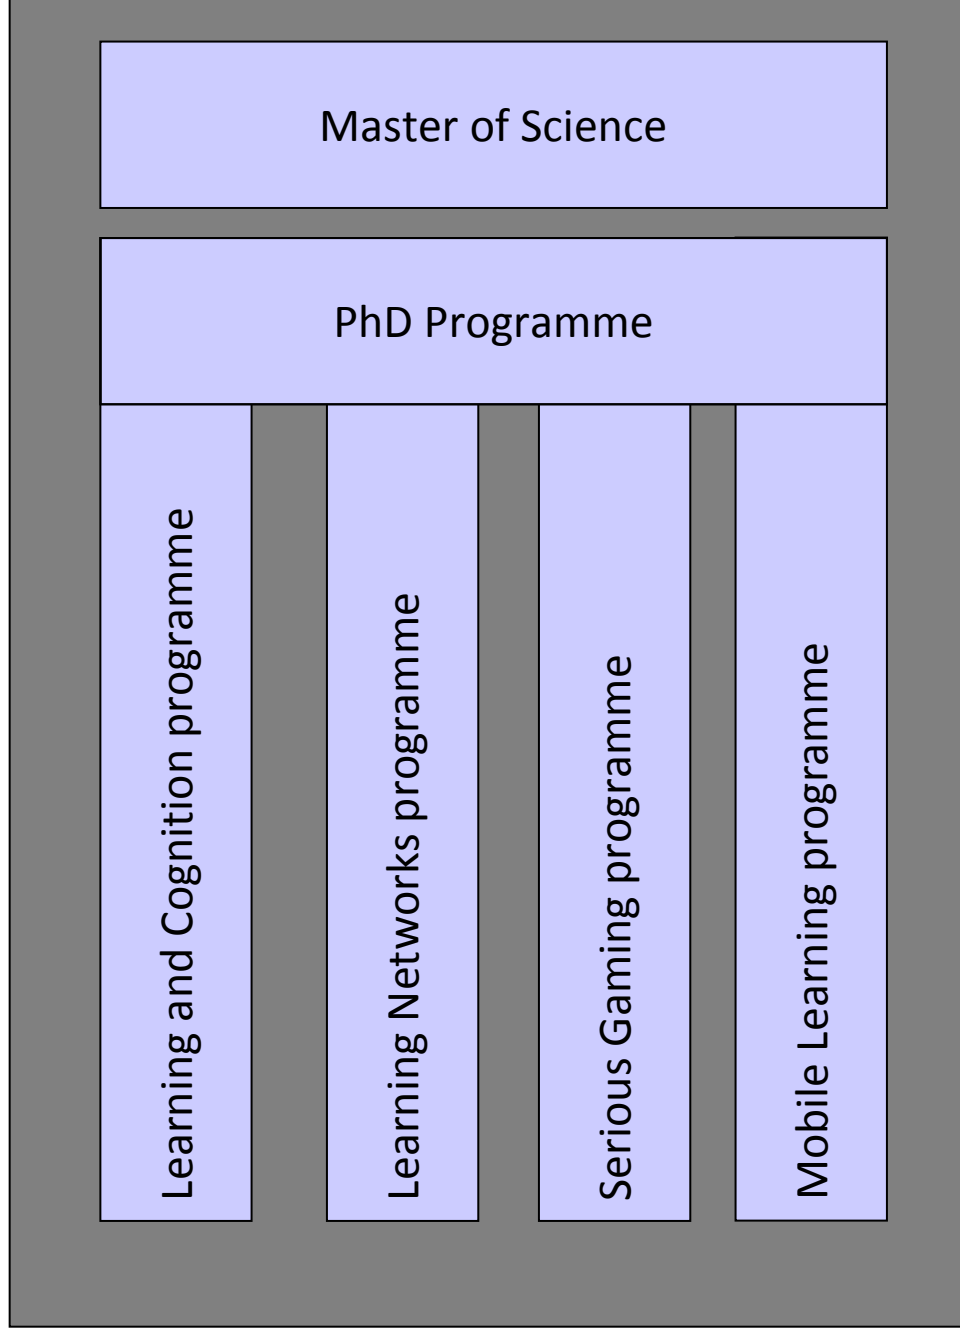 Master of Science
PhD Programme
Learning and Cognition programme
Learning Networks programme
Serious Gaming programme
Mobile Learning programme